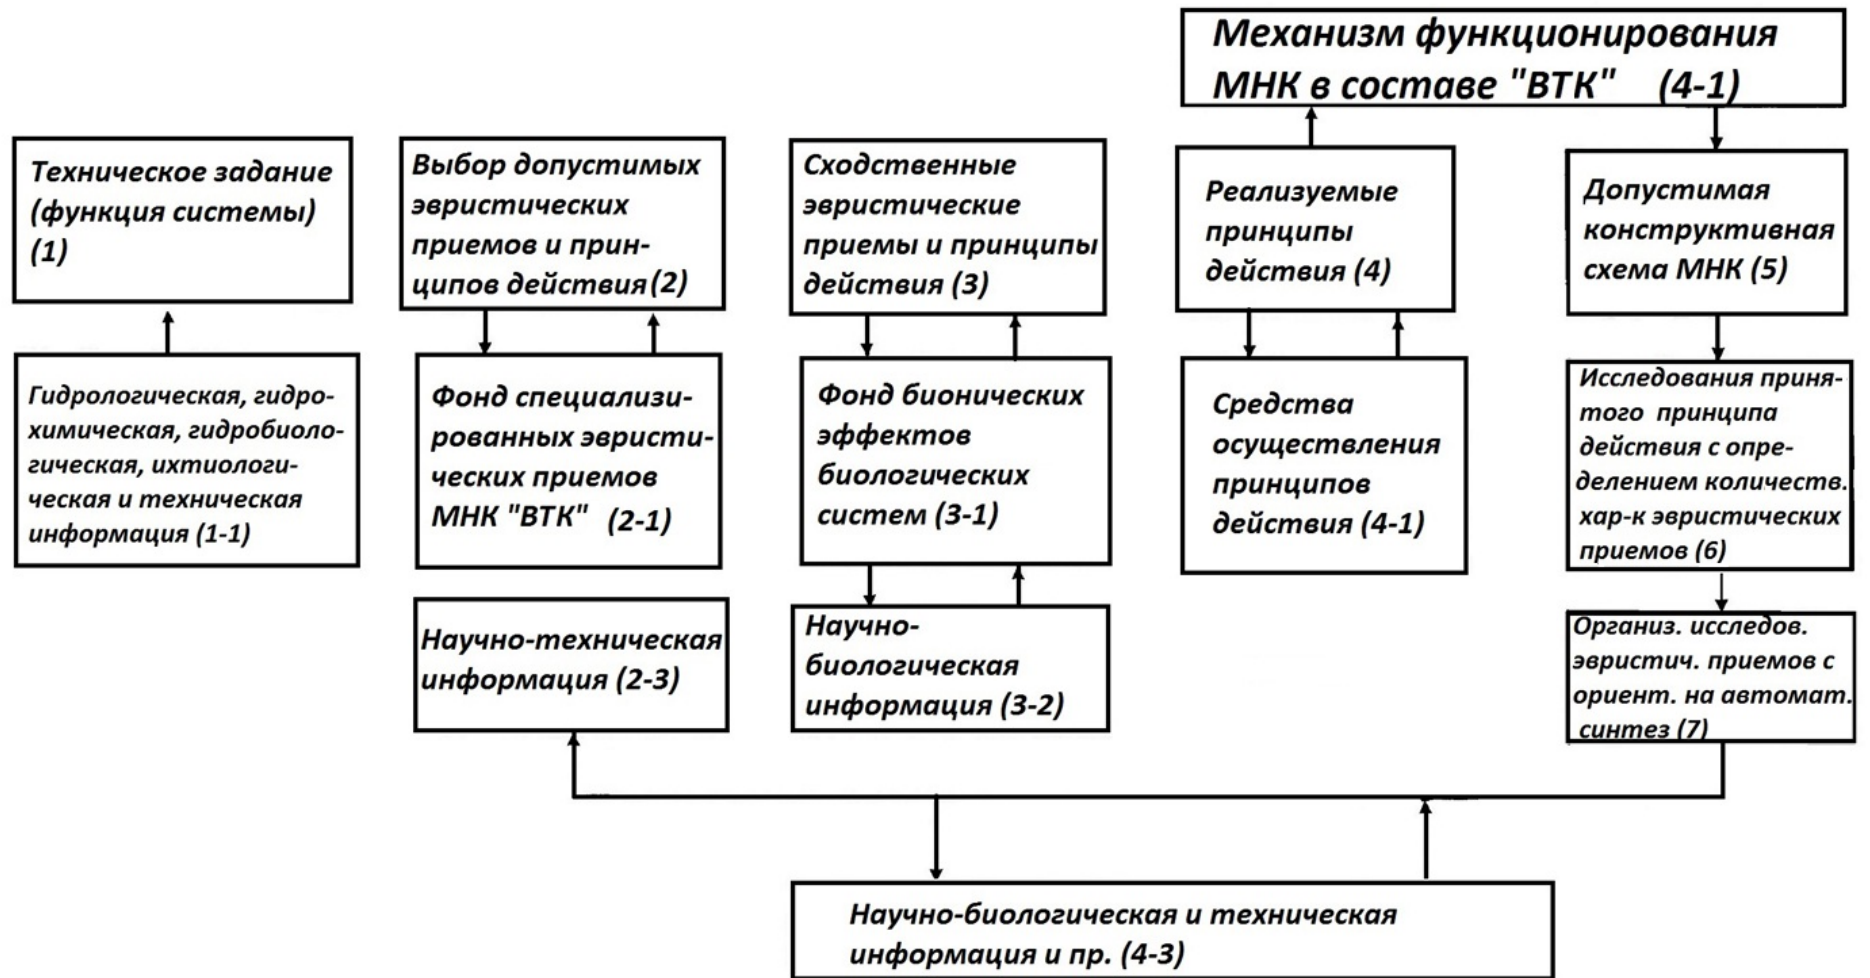 Механизм функционирования
МНК в составе "ВТК" (4-1)
Техническое задание
(функция системы)
(1)
Выбор допустимых
эвристических
приемов и прин-
ципов действия (2)
Сходственные
эвристические
приемы и принципы
действия (3)
Реализуемые
принципы
действия (4)
Допустимая
конструктивная
схема МНК (5)
Гидрологическая, гидро-
химическая, гидробиоло-
гическая, ихтиологи-
ческая и техническая
информация (1-1)
Фонд специализи-
рованных эвристи-
ческих приемов
МНК "ВТК" (2-1)
Фонд бионических
эффектов
биологических
систем (3-1)
Средства
осуществления
принципов
действия (4-1)
Исследования приня-
того принципа
действия с опре-
делением количеств.
хар-к эвристических
приемов (6)
Научно-техническая
информация (2-3)
Научно-
биологическая
информация (3-2)
Организ. исследов.
эвристич. приемов с
ориент. на автомат.
синтез (7)
Научно-биологическая и техническая
информация и пр. (4-3)